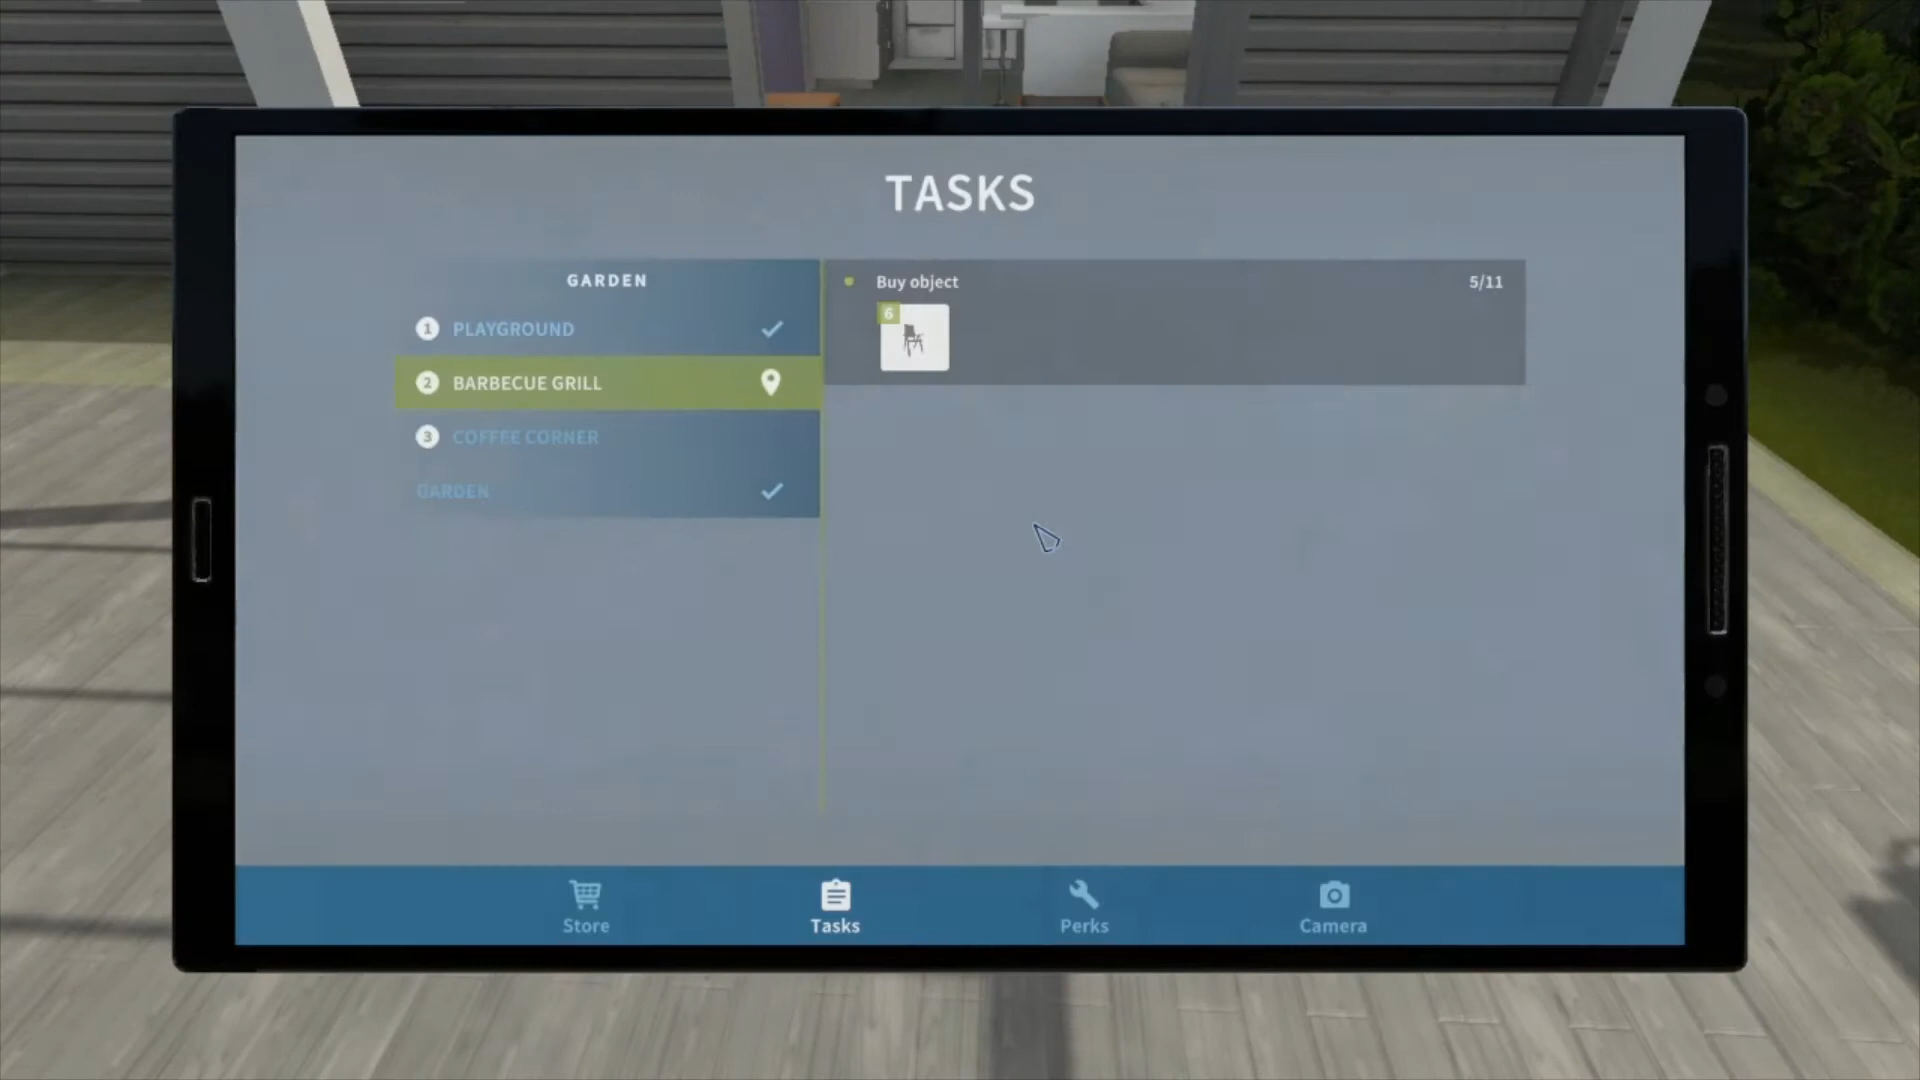 TASKS
GARDEN
1 PLAYGROUND
2 BARBECUE GRILL
3 COFFEE CORNER
GARDEN
Buy object 5/11
6
Store Tasks Perks Camera